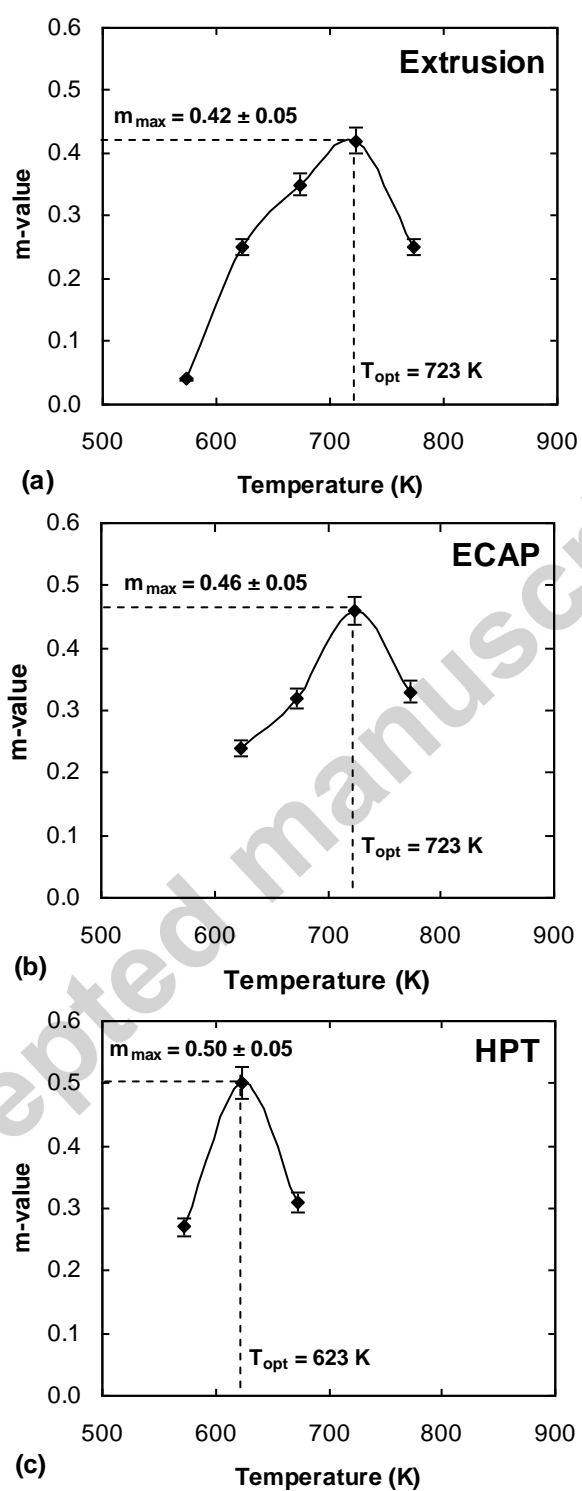 0.6
Extrusion
0.5
m max = 0.42 ± 0.05
0.4
m-value
0.3
0.2
0.1
T opt = 723 K
0.0
500 600 700 800 900
(a)
Temperature (K)
0.6
ECAP
0.5
m max = 0.46 ± 0.05
0.4
m-value
0.3
0.2
0.1
T opt = 723 K
0.0
500 600 700 800 900
(b)
Temperature (K)
0.6
m max = 0.50 ± 0.05
HPT
0.5
0.4
m-value
0.3
0.2
0.1
T opt = 623 K
0.0
500 600 700 800 900
(c)
Temperature (K)
epted manuscr